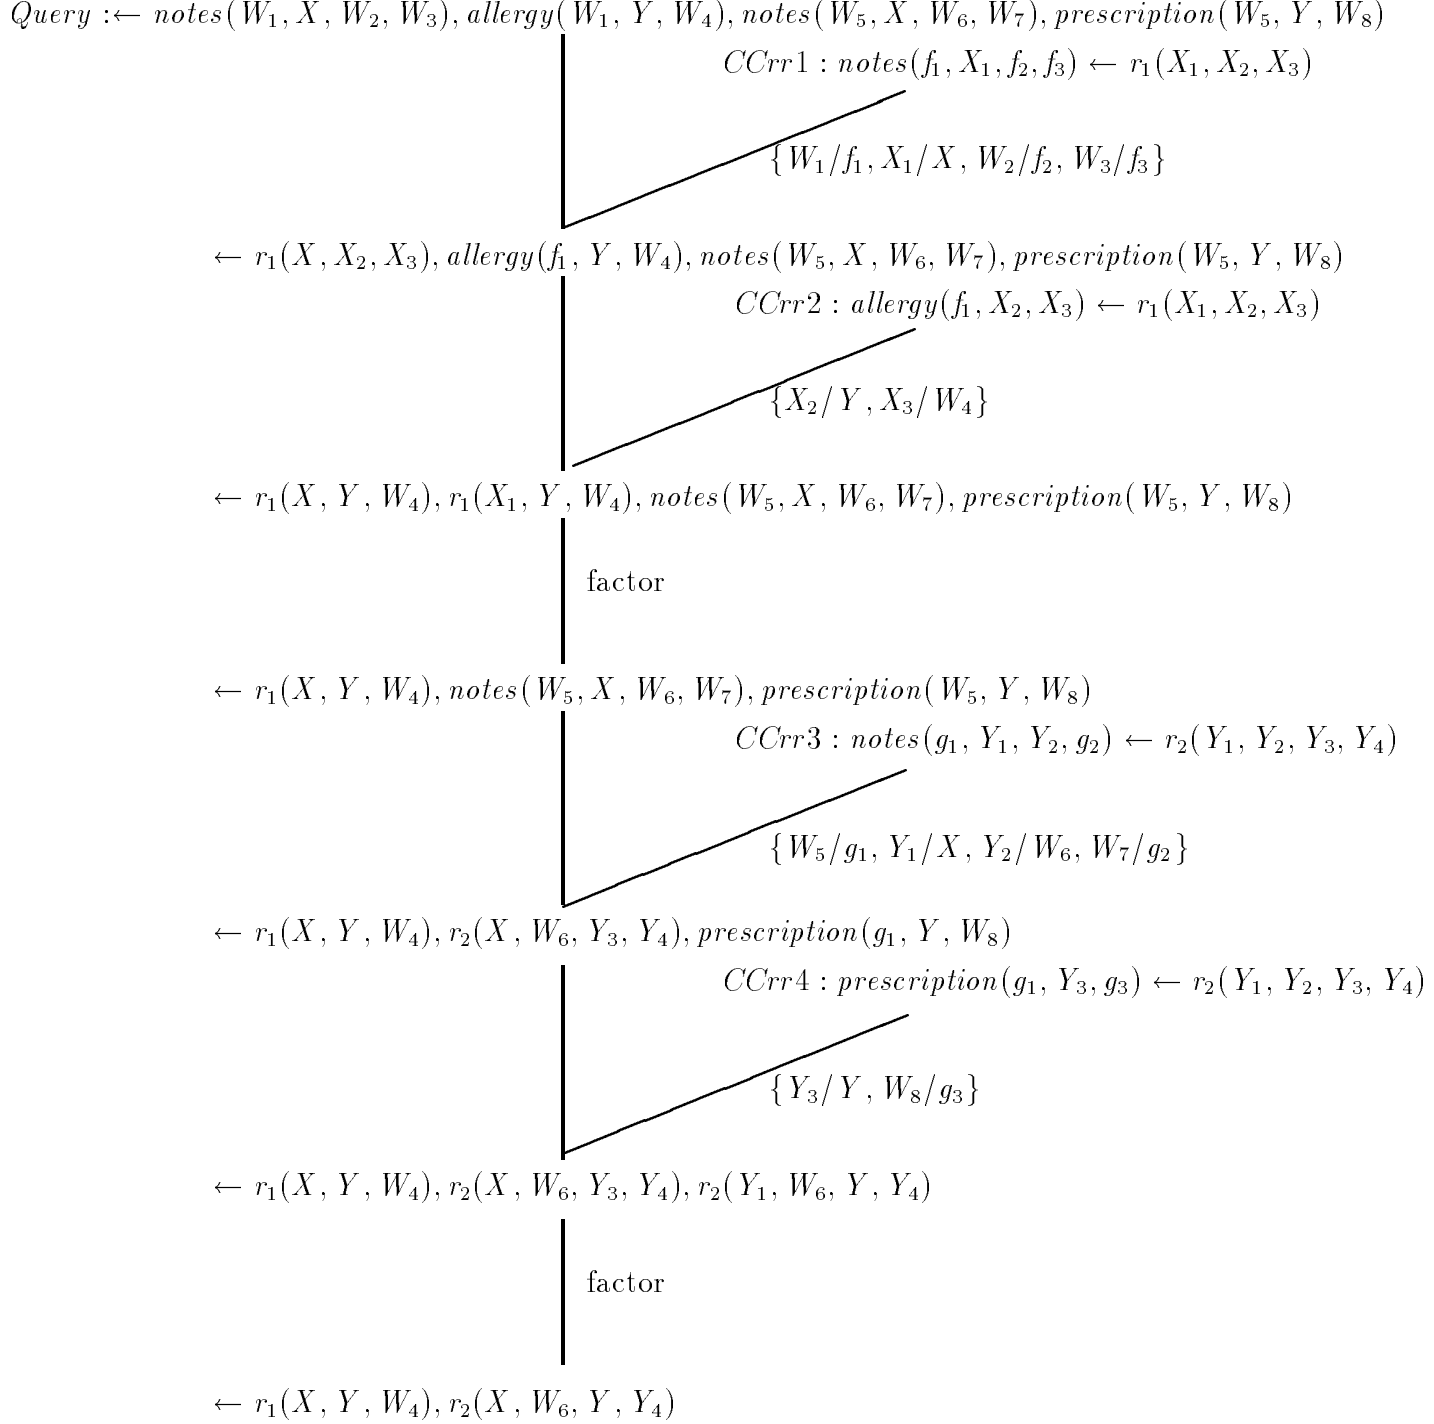 Query :← notes(W₁, X, W₂, W₃), allergy(W₁, Y, W₄), notes(W₅, X, W₆, W₇), prescription(W₅, Y, W₈)
CCrr1 : notes(f₁, X₁, f₂, f₃) ← r₁(X₁, X₂, X₃)
{W₁/f₁, X₁/X, W₂/f₂, W₃/f₃}
← r₁(X, X₂, X₃), allergy(f₁, Y, W₄), notes(W₅, X, W₆, W₇), prescription(W₅, Y, W₈)
CCrr2 : allergy(f₁, X₂, X₃) ← r₁(X₁, X₂, X₃)
{X₂/Y, X₃/W₄}
← r₁(X, Y, W₄), r₁(X₁, Y, W₄), notes(W₅, X, W₆, W₇), prescription(W₅, Y, W₈)
factor
← r₁(X, Y, W₄), notes(W₅, X, W₆, W₇), prescription(W₅, Y, W₈)
CCrr3 : notes(g₁, Y₁, Y₂, g₂) ← r₂(Y₁, Y₂, Y₃, Y₄)
{W₅/g₁, Y₁/X, Y₂/W₆, W₇/g₂}
← r₁(X, Y, W₄), r₂(X, W₆, Y₃, Y₄), prescription(g₁, Y, W₈)
CCrr4 : prescription(g₁, Y₃, g₃) ← r₂(Y₁, Y₂, Y₃, Y₄)
{Y₃/Y, W₈/g₃}
← r₁(X, Y, W₄), r₂(X, W₆, Y₃, Y₄), r₂(Y₁, W₆, Y, Y₄)
factor
← r₁(X, Y, W₄), r₂(X, W₆, Y, Y₄)